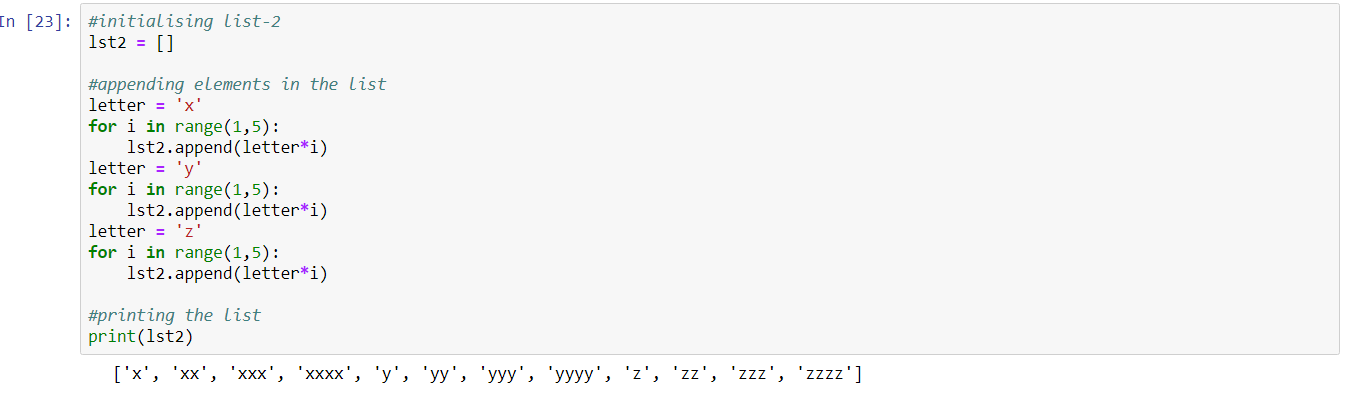 In [23]: #initialising list-2
lst2 = []
#appending elements in the list
letter = 'x'
for i in range(1,5):
    lst2.append(letter*i)
letter = 'y'
for i in range(1,5):
    lst2.append(letter*i)
letter = 'z'
for i in range(1,5):
    lst2.append(letter*i)
#printing the list
print(lst2)
['x', 'xx', 'xxx', 'xxxx', 'y', 'yy', 'yyy', 'yyyy', 'z', 'zz', 'zzz', 'zzzz']